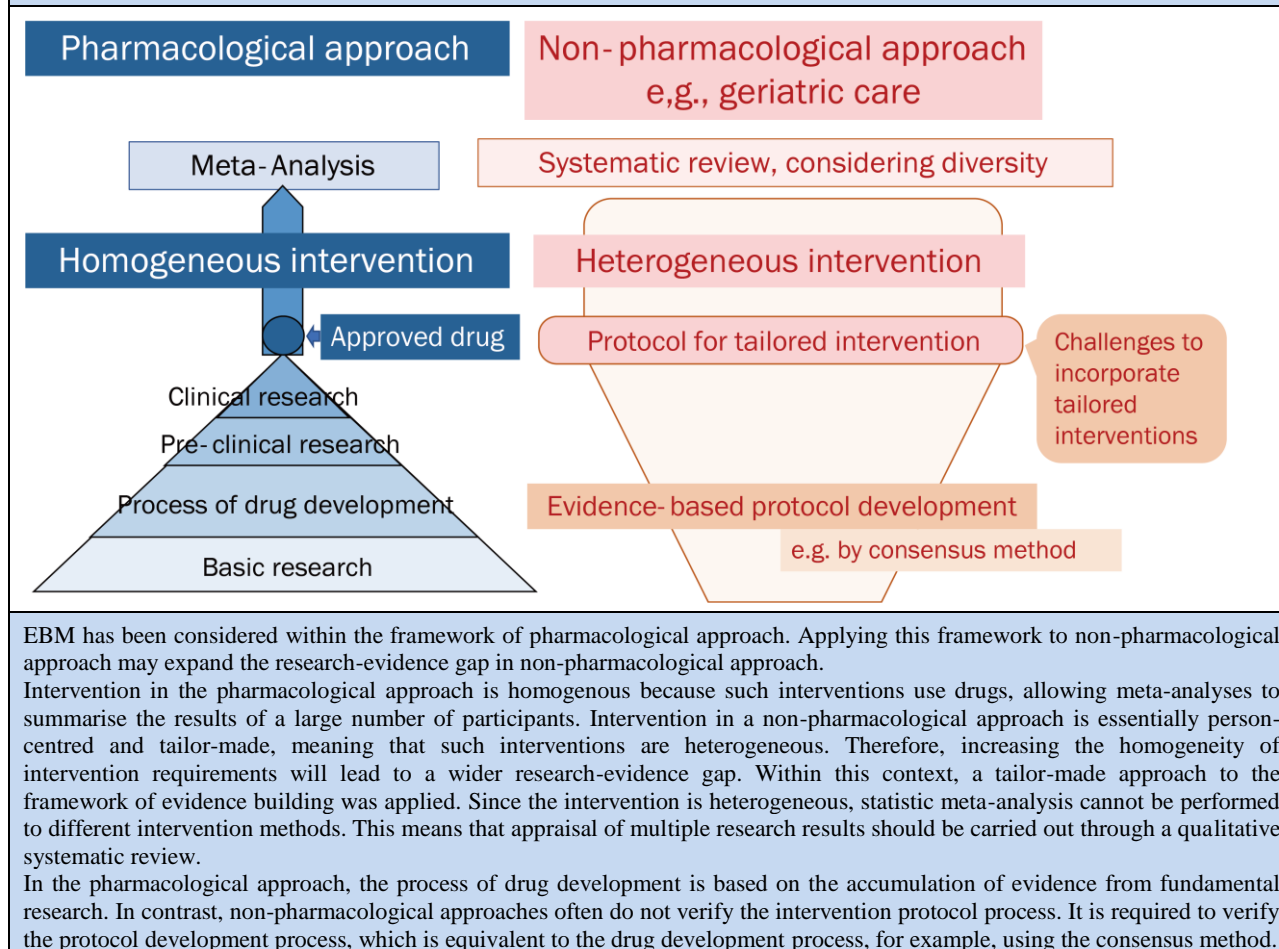 Pharmacological approach
Non-pharmacological approach
e,g., geriatric care
Meta-Analysis
Systematic review, considering diversity
Homogeneous intervention
Heterogeneous intervention
Approved drug
Protocol for tailored intervention
Challenges to
incorporate
tailored
interventions
Clinical research
Pre-clinical research
Process of drug development
Basic research
Evidence-based protocol development
e.g. by consensus method
EBM has been considered within the framework of pharmacological approach. Applying this framework to non-pharmacological
approach may expand the research-evidence gap in non-pharmacological approach.
Intervention in the pharmacological approach is homogenous because such interventions use drugs, allowing meta-analyses to
summarise the results of a large number of participants. Intervention in a non-pharmacological approach is essentially person-
centred and tailor-made, meaning that such interventions are heterogeneous. Therefore, increasing the homogeneity of
intervention requirements will lead to a wider research-evidence gap. Within this context, a tailor-made approach to the
framework of evidence building was applied. Since the intervention is heterogeneous, statistic meta-analysis cannot be performed
to different intervention methods. This means that appraisal of multiple research results should be carried out through a qualitative
systematic review.
In the pharmacological approach, the process of drug development is based on the accumulation of evidence from fundamental
research. In contrast, non-pharmacological approaches often do not verify the intervention protocol process. It is required to verify
the protocol development process, which is equivalent to the drug development process, for example, using the consensus method.